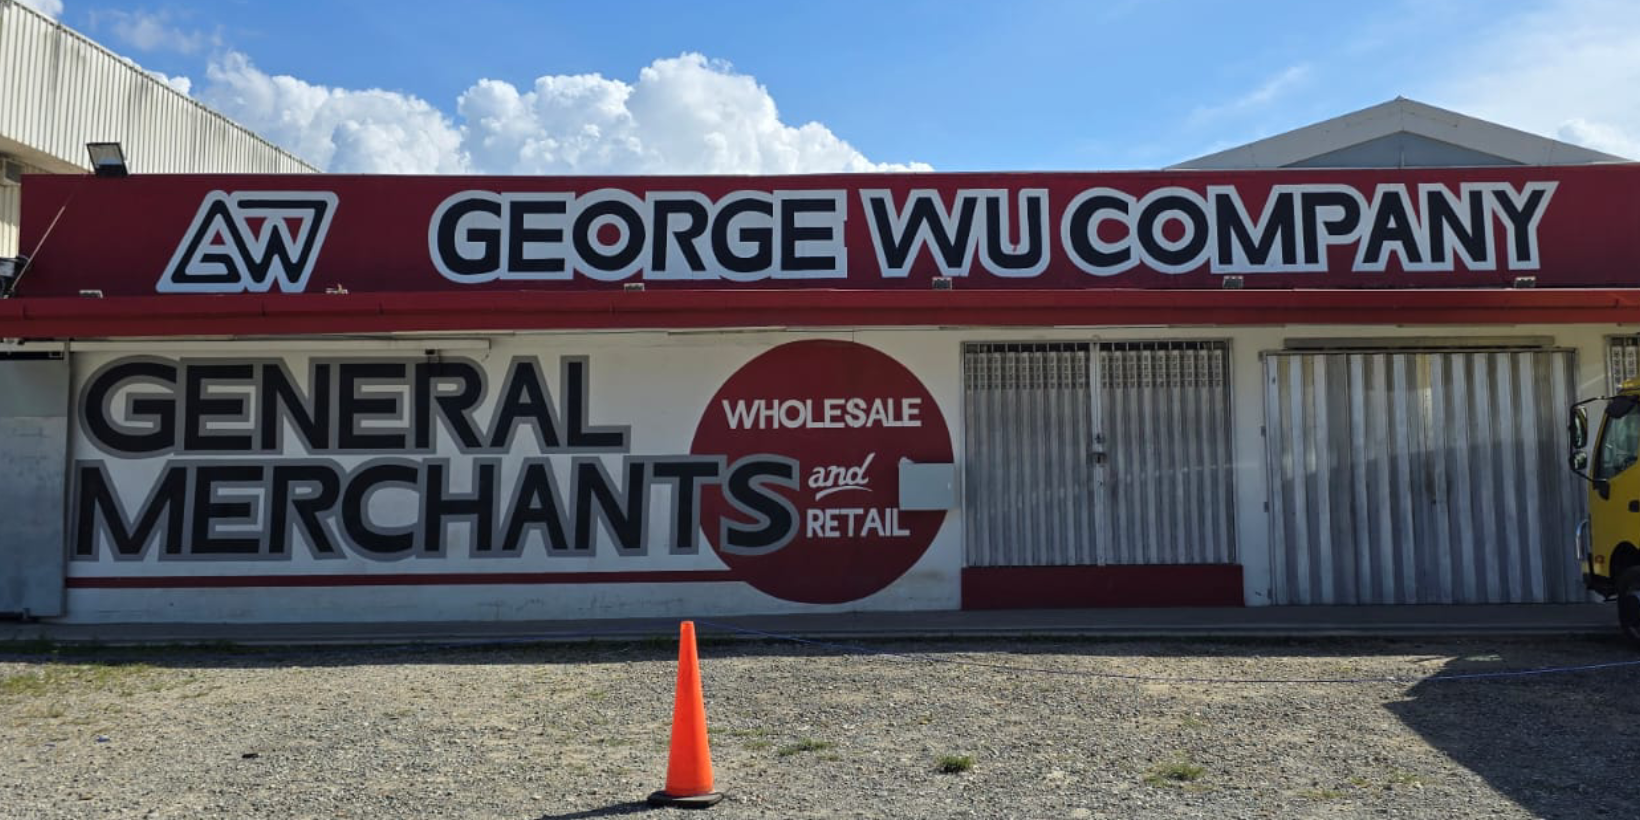 GW GEORGE WU COMPANY
GENERAL
MERCHANTS
WHOLESALE
and
RETAIL